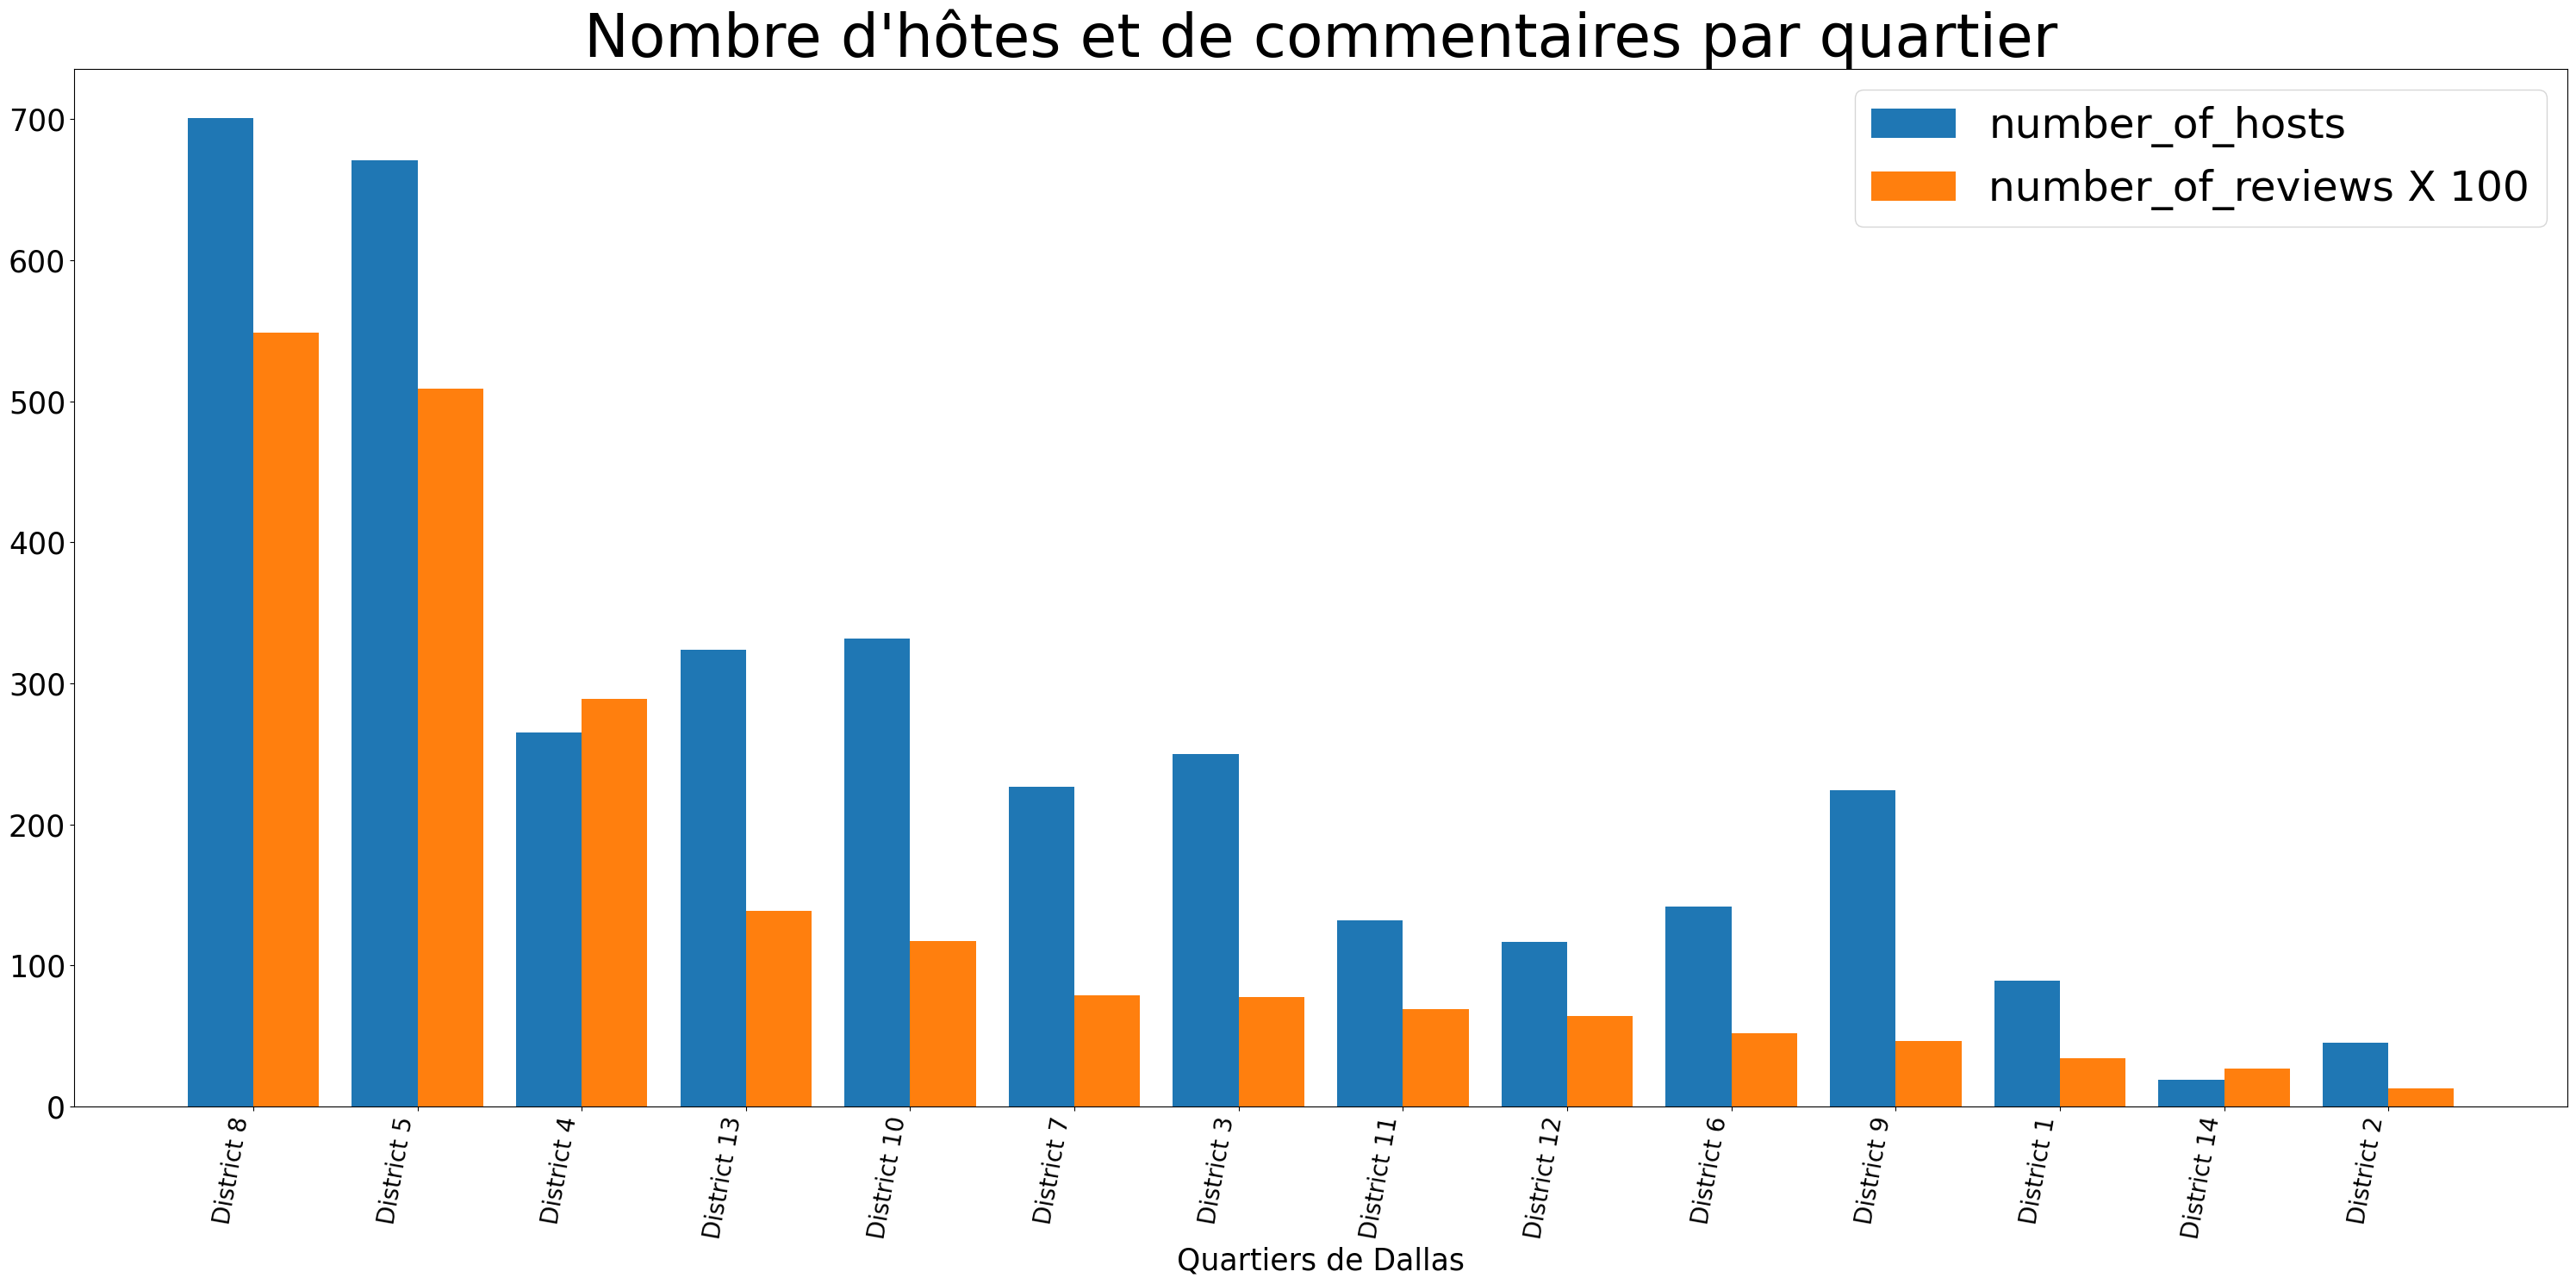 Nombre d'hôtes et de commentaires par quartier
number_of_hosts
number_of_reviews X 100
700
600
500
400
300
200
100
0
District 8
District 5
District 4
District 13
District 10
District 7
District 3
District 11
District 12
District 6
District 9
District 1
District 14
District 2
Quartiers de Dallas